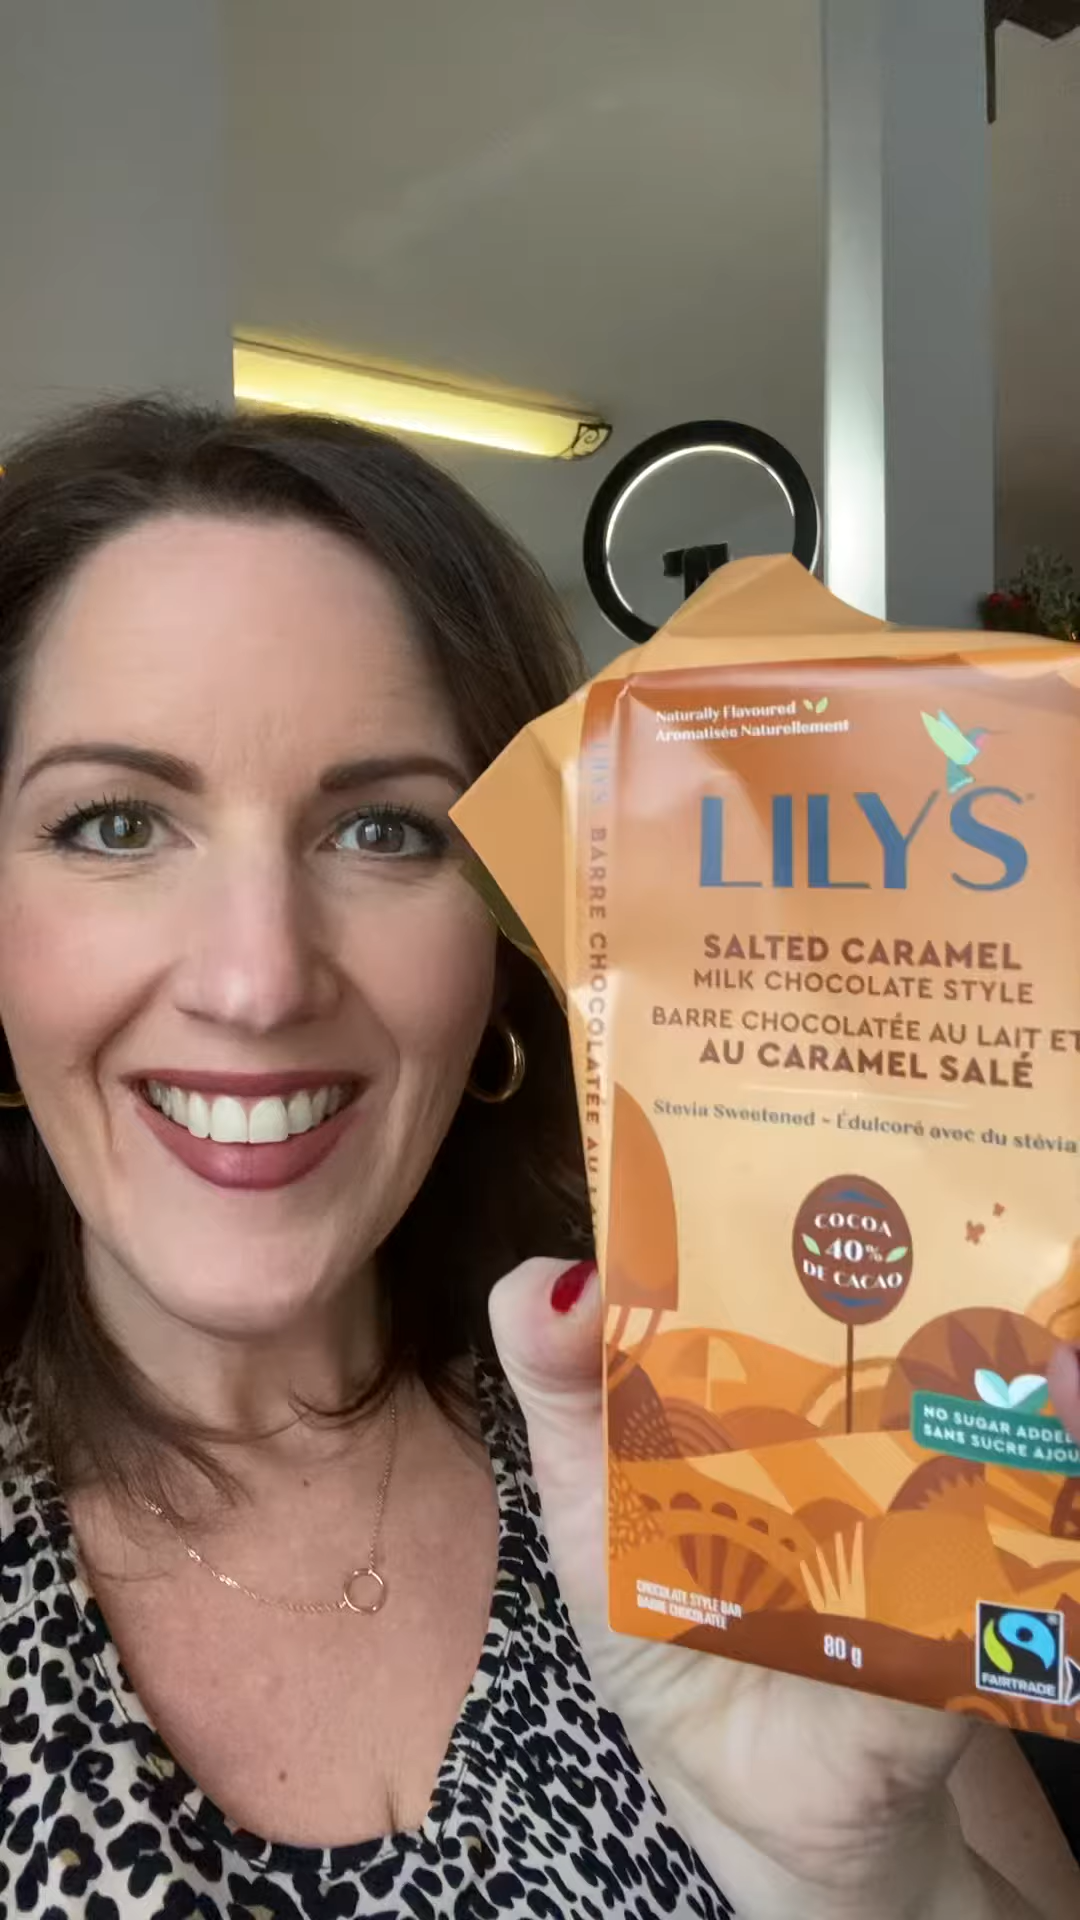 Naturally Flavoured
Aromatisée Naturellement
LILY'S
SALTED CARAMEL
MILK CHOCOLATE STYLE
BARRE CHOCOLATÉE AU LAIT ET
AU CARAMEL SALÉ
Stevia Sweetened ~ Édulcoré avec du stévia
COCOA
40%
DE CACAO
NO SUGAR ADDED
SANS SUCRE AJOU
CHOCOLATE STYLE BAR
BARRE CHOCOLATÉE
80 g
FAIRTRADE
LILY'S BARRE CHOCOLATÉE AU